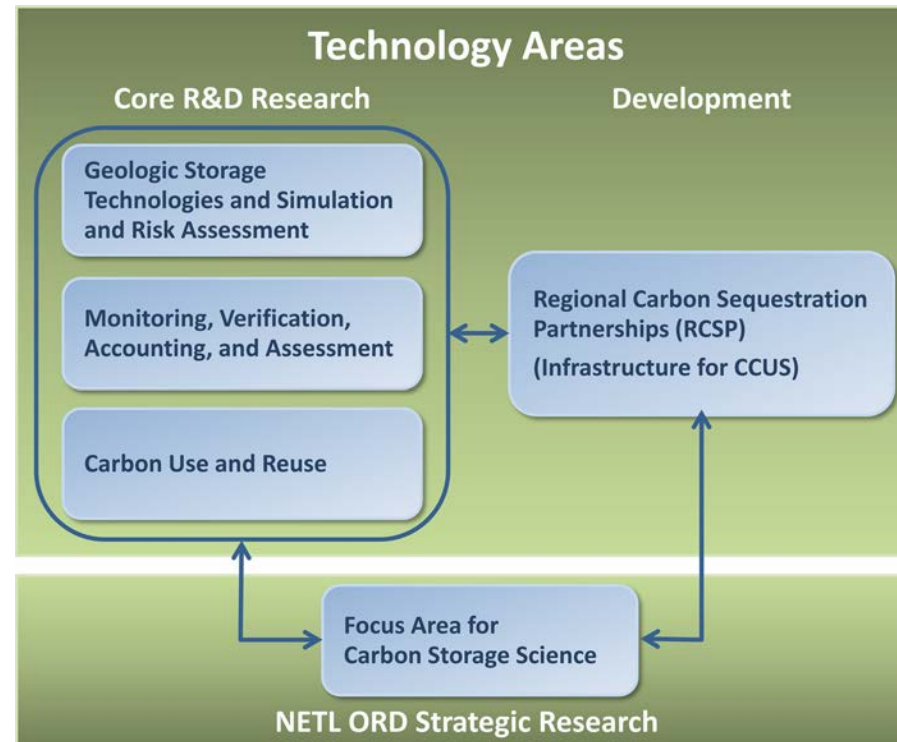 Technology Areas
Core R&D Research
Development
Geologic Storage
Technologies and Simulation
and Risk Assessment
Monitoring, Verification,
Accounting, and Assessment
Carbon Use and Reuse
Regional Carbon Sequestration
Partnerships (RCSP)
(Infrastructure for CCUS)
Focus Area for
Carbon Storage Science
NETL ORD Strategic Research